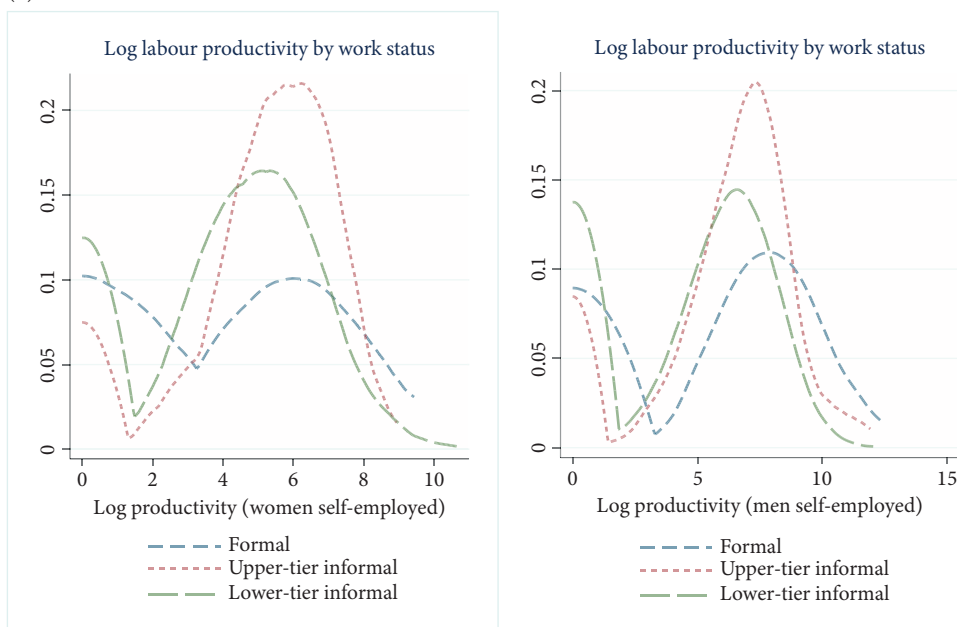 Log labour productivity by work status
0.2
0.15
0.1
0.05
0
0 2 4 6 8 10
Log productivity (women self-employed)
Formal
Upper-tier informal
Lower-tier informal
Log labour productivity by work status
0.2
0.15
0.1
0.05
0
0 5 10 15
Log productivity (men self-employed)
Formal
Upper-tier informal
Lower-tier informal